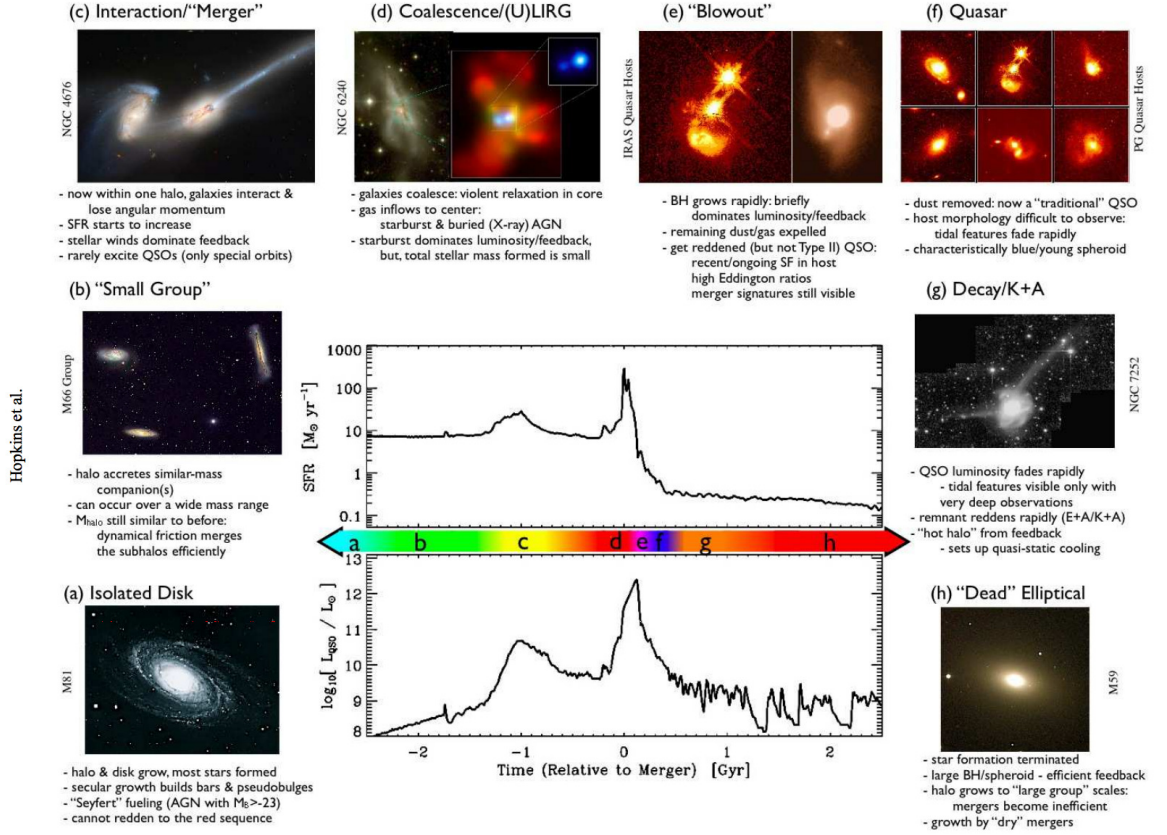 (c) Interaction/“Merger”
NGC 4676
- now within one halo, galaxies interact &
lose angular momentum
- SFR starts to increase
- stellar winds dominate feedback
- rarely excite QSOs (only special orbits)
(d) Coalescence/(U)LIRG
NGC 6240
- galaxies coalesce: violent relaxation in core
- gas inflows to center:
starburst & buried (X-ray) AGN
- starburst dominates luminosity/feedback,
but, total stellar mass formed is small
(e) “Blowout”
IRAS Quasar Hosts
- BH grows rapidly: briefly
dominates luminosity/feedback
- remaining dust/gas expelled
- get reddened (but not Type II) QSO:
recent/ongoing SF in host
high Eddington ratios
merger signatures still visible
(f) Quasar
PG Quasar Hosts
- dust removed: now a “traditional” QSO
- host morphology difficult to observe:
tidal features fade rapidly
- characteristically blue/young spheroid
(b) “Small Group”
M66 Group
- halo accretes similar-mass
companion(s)
- can occur over a wide mass range
- Mhalo still similar to before:
dynamical friction merges
the subhalos efficiently
(g) Decay/K+A
NGC 7252
- QSO luminosity fades rapidly
- tidal features visible only with
very deep observations
- remnant reddens rapidly (E+A/K+A)
- “hot halo” from feedback
- sets up quasi-static cooling
Hopkins et al.
(a) Isolated Disk
M81
- halo & disk grow, most stars formed
- secular growth builds bars & pseudobulges
- “Seyfert” fueling (AGN with MB>-23)
- cannot redden to the red sequence
SFR [M⊙ yr⁻¹]
1000
100
10
1
0.1
a b c d e f g h
log10[ LQSO / L⊙ ]
13
12
11
10
9
8
-2 -1 0 1 2
Time (Relative to Merger) [Gyr]
(h) “Dead” Elliptical
M59
- star formation terminated
- large BH/spheroid - efficient feedback
- halo grows to “large group” scales:
mergers become inefficient
- growth by “dry” mergers